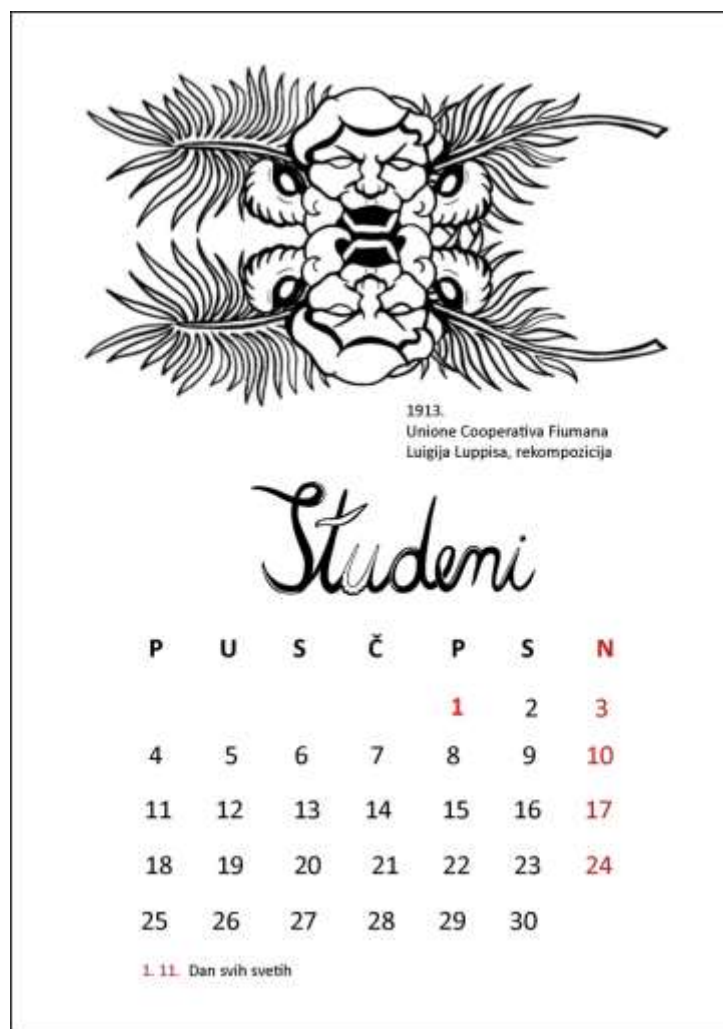 1913.
Unione Cooperativa Fiumana
Luigija Luppisa, rekompozicija
Studeni
P U S Č P S N
1 2 3
4 5 6 7 8 9 10
11 12 13 14 15 16 17
18 19 20 21 22 23 24
25 26 27 28 29 30
1. 11. Dan svih svetih